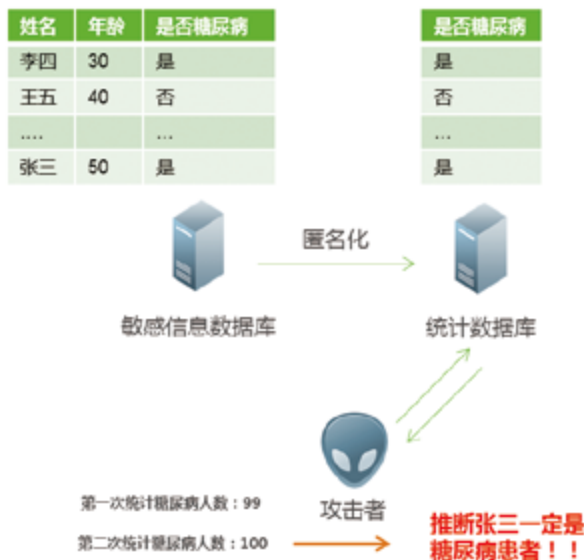 姓名 年龄 是否糖尿病
李四 30 是
王五 40 否
.... ...
张三 50 是
是否糖尿病
是
否
...
是
匿名化
敏感信息数据库
统计数据库
攻击者
第一次统计糖尿病人数：99
第二次统计糖尿病人数：100
推断张三一定是
糖尿病患者！！